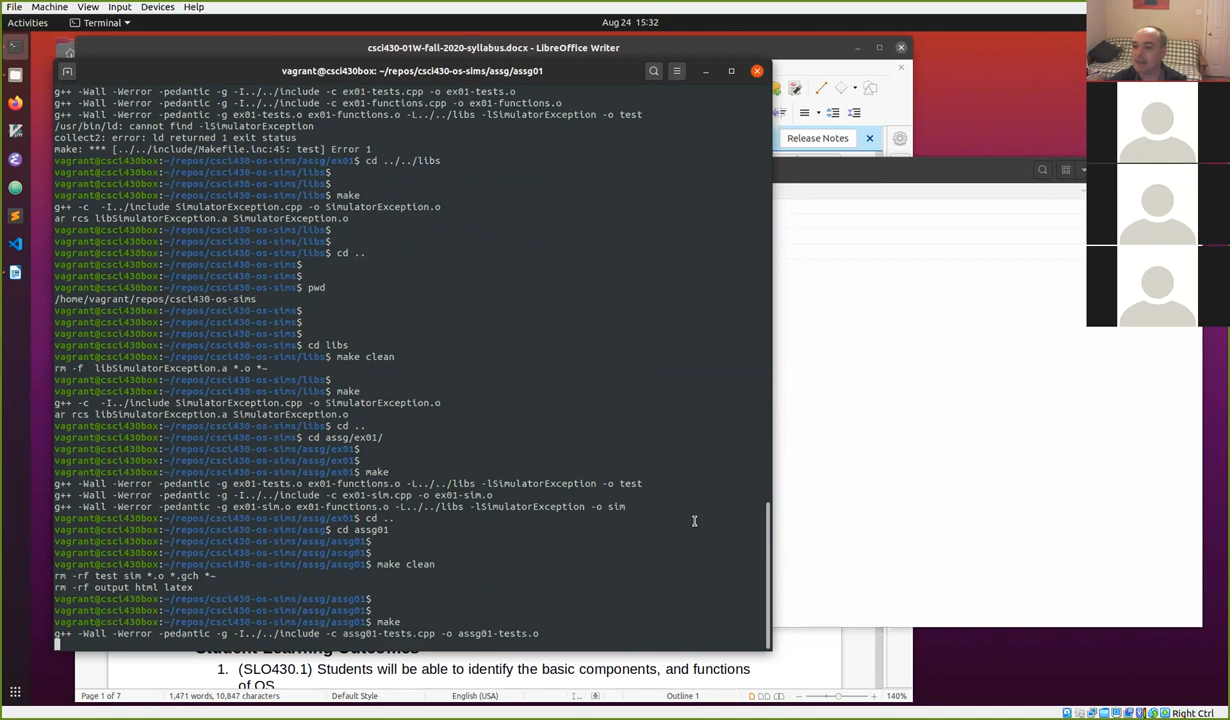 File Machine View Input Devices Help
Activities Terminal Aug 24 15:32
csci430-01W-fall-2020-syllabus.docx - LibreOffice Writer
vagrant@csci430box: ~/repos/csci430-os-sims/assg/assg01
Release Notes
g++ -Wall -Werror -pedantic -g -I../../include -c ex01-tests.cpp -o ex01-tests.o
g++ -Wall -Werror -pedantic -g -I../../include -c ex01-functions.cpp -o ex01-functions.o
g++ -Wall -Werror -pedantic -g ex01-tests.o ex01-functions.o -L../../libs -lSimulatorException -o test
/usr/bin/ld: cannot find -lSimulatorException
collect2: error: ld returned 1 exit status
make: *** [../../include/Makefile.inc:45: test] Error 1
vagrant@csci430box:~/repos/csci430-os-sims/assg/ex01$ cd ../../libs
vagrant@csci430box:~/repos/csci430-os-sims/libs$
vagrant@csci430box:~/repos/csci430-os-sims/libs$
vagrant@csci430box:~/repos/csci430-os-sims/libs$ make
g++ -c  -I../include SimulatorException.cpp -o SimulatorException.o
ar rcs libSimulatorException.a SimulatorException.o
vagrant@csci430box:~/repos/csci430-os-sims/libs$
vagrant@csci430box:~/repos/csci430-os-sims/libs$
vagrant@csci430box:~/repos/csci430-os-sims/libs$ cd ..
vagrant@csci430box:~/repos/csci430-os-sims$
vagrant@csci430box:~/repos/csci430-os-sims$
vagrant@csci430box:~/repos/csci430-os-sims$ pwd
/home/vagrant/repos/csci430-os-sims
vagrant@csci430box:~/repos/csci430-os-sims$
vagrant@csci430box:~/repos/csci430-os-sims$
vagrant@csci430box:~/repos/csci430-os-sims$
vagrant@csci430box:~/repos/csci430-os-sims$ cd libs
vagrant@csci430box:~/repos/csci430-os-sims/libs$ make clean
rm -f  libSimulatorException.a *.o *~
vagrant@csci430box:~/repos/csci430-os-sims/libs$
vagrant@csci430box:~/repos/csci430-os-sims/libs$ make
g++ -c  -I../include SimulatorException.cpp -o SimulatorException.o
ar rcs libSimulatorException.a SimulatorException.o
vagrant@csci430box:~/repos/csci430-os-sims/libs$ cd ..
vagrant@csci430box:~/repos/csci430-os-sims$ cd assg/ex01/
vagrant@csci430box:~/repos/csci430-os-sims/assg/ex01$
vagrant@csci430box:~/repos/csci430-os-sims/assg/ex01$
vagrant@csci430box:~/repos/csci430-os-sims/assg/ex01$ make
g++ -Wall -Werror -pedantic -g ex01-tests.o ex01-functions.o -L../../libs -lSimulatorException -o test
g++ -Wall -Werror -pedantic -g -I../../include -c ex01-sim.cpp -o ex01-sim.o
g++ -Wall -Werror -pedantic -g ex01-sim.o ex01-functions.o -L../../libs -lSimulatorException -o sim
vagrant@csci430box:~/repos/csci430-os-sims/assg/ex01$ cd ..
vagrant@csci430box:~/repos/csci430-os-sims/assg$ cd assg01
vagrant@csci430box:~/repos/csci430-os-sims/assg/assg01$
vagrant@csci430box:~/repos/csci430-os-sims/assg/assg01$
vagrant@csci430box:~/repos/csci430-os-sims/assg/assg01$ make clean
rm -rf test sim *.o *.gch *~
rm -rf output html latex
vagrant@csci430box:~/repos/csci430-os-sims/assg/assg01$
vagrant@csci430box:~/repos/csci430-os-sims/assg/assg01$
vagrant@csci430box:~/repos/csci430-os-sims/assg/assg01$ make
g++ -Wall -Werror -pedantic -g -I../../include -c assg01-tests.cpp -o assg01-tests.o
Student Learning Outcomes
1. (SLO430.1) Students will be able to identify the basic components, and functions
of OS
Page 1 of 7 1,471 words, 10,847 characters Default Style English (USA) Outline 1 140%
Right Ctrl